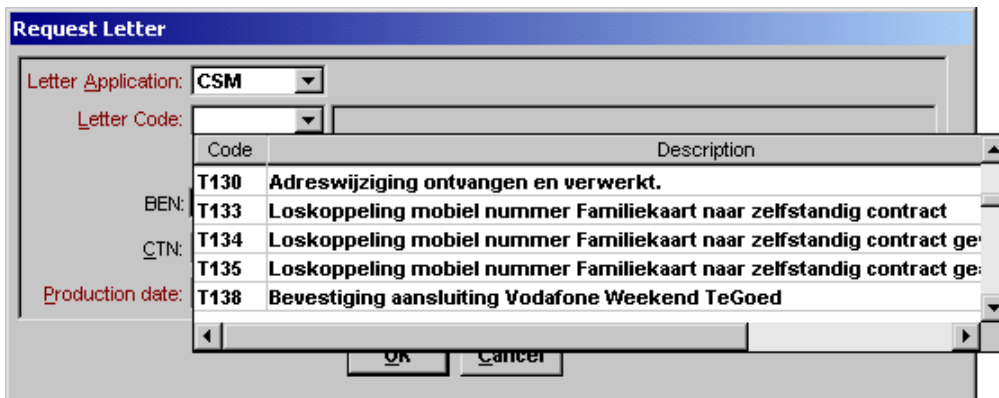 Request Letter
Letter Application: CSM
Letter Code:
Code Description
T130 Adreswijziging ontvangen en verwerkt.
BEN:
T133 Loskoppeling mobiel nummer Familiekaart naar zelfstandig contract
T134 Loskoppeling mobiel nummer Familiekaart naar zelfstandig contract
CTN:
T135 Loskoppeling mobiel nummer Familiekaart naar zelfstandig contract
Production date:
T138 Bevestiging aansluiting Vodafone Weekend TeGoed
OK Cancel